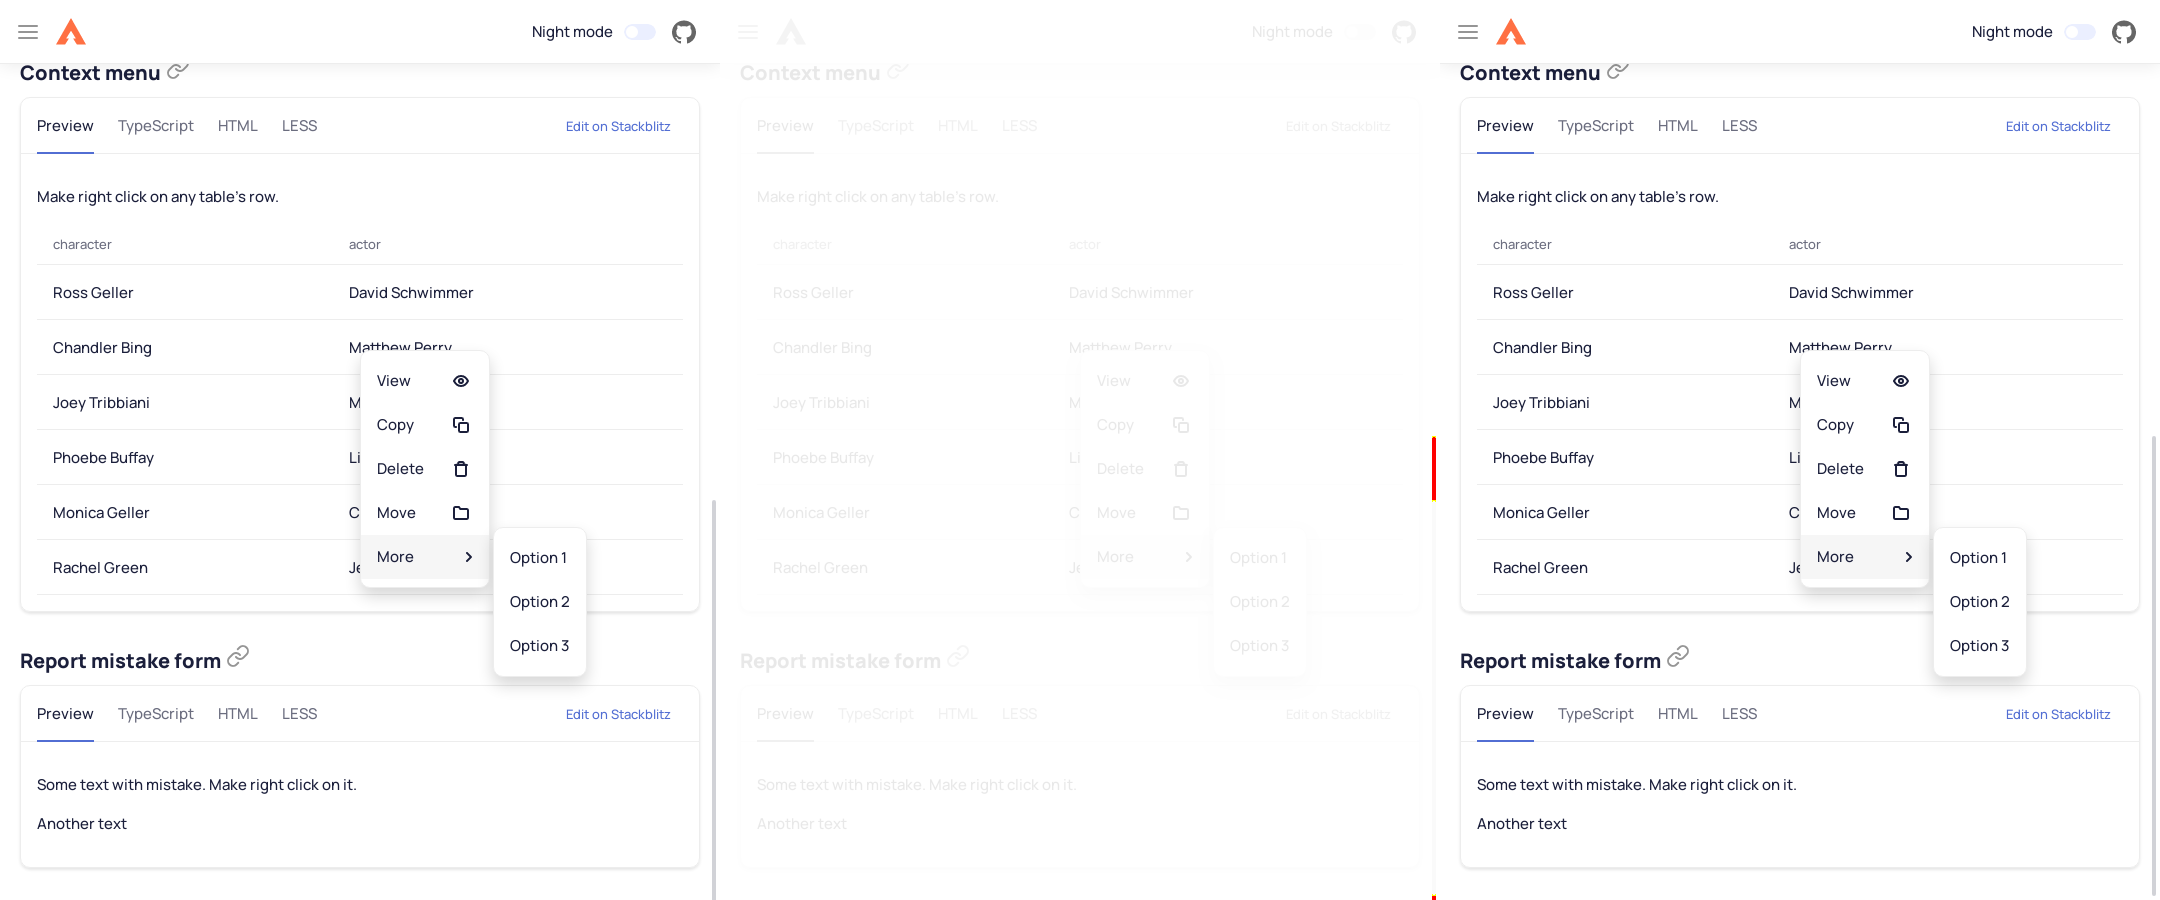 Night mode
Context menu
Preview TypeScript HTML LESS Edit on Stackblitz
Make right click on any table's row.
character actor
Ross Geller David Schwimmer
Chandler Bing Matthew Perry
Joey Tribbiani M
Phoebe Buffay Li
Monica Geller C
Rachel Green Je
View
Copy
Delete
Move
More
Option 1
Option 2
Option 3
Report mistake form
Preview TypeScript HTML LESS Edit on Stackblitz
Some text with mistake. Make right click on it.
Another text
Night mode
Context menu
Preview TypeScript HTML LESS Edit on Stackblitz
Make right click on any table's row.
character actor
Ross Geller David Schwimmer
Chandler Bing Matthew Perry
Joey Tribbiani M
Phoebe Buffay Li
Monica Geller C
Rachel Green Je
View
Copy
Delete
Move
More
Option 1
Option 2
Option 3
Report mistake form
Preview TypeScript HTML LESS Edit on Stackblitz
Some text with mistake. Make right click on it.
Another text
Night mode
Context menu
Preview TypeScript HTML LESS Edit on Stackblitz
Make right click on any table's row.
character actor
Ross Geller David Schwimmer
Chandler Bing Matthew Perry
Joey Tribbiani M
Phoebe Buffay Li
Monica Geller C
Rachel Green Je
View
Copy
Delete
Move
More
Option 1
Option 2
Option 3
Report mistake form
Preview TypeScript HTML LESS Edit on Stackblitz
Some text with mistake. Make right click on it.
Another text